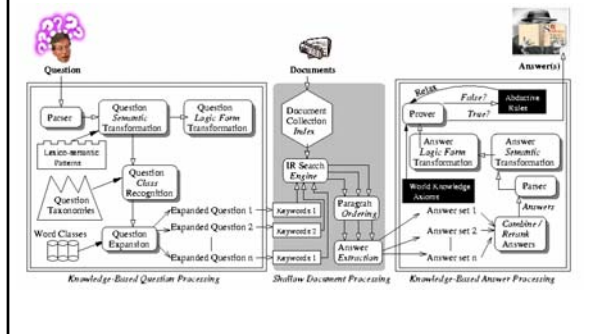 Question
Documents
Answer(s)
Parser
Question
Semantic
Transformation
Question
Logic Form
Transformation
Lexico-semantic
Patterns
Question
Class
Recognition
Question
Taxonomies
Word Classes
Question
Expansion
Expanded Question 1
Expanded Question 2
Expanded Question n
Knowledge-Based Question Processing
Document
Collection
Index
IR Search
Engine
Keywords 1
Keywords 2
Keywords 1
Paragrah
Ordering
Answer
Extraction
Shallow Document Processing
Relax
Prover
False?
True?
Abductive
Rules
Answer
Logic Form
Transformation
Answer
Semantic
Transformation
World Knowledge
Axioms
Parser
Answers
Answer set 1
Answer set 2
Answer set n
Combine /
Rerank
Answers
Knowledge-Based Answer Processing